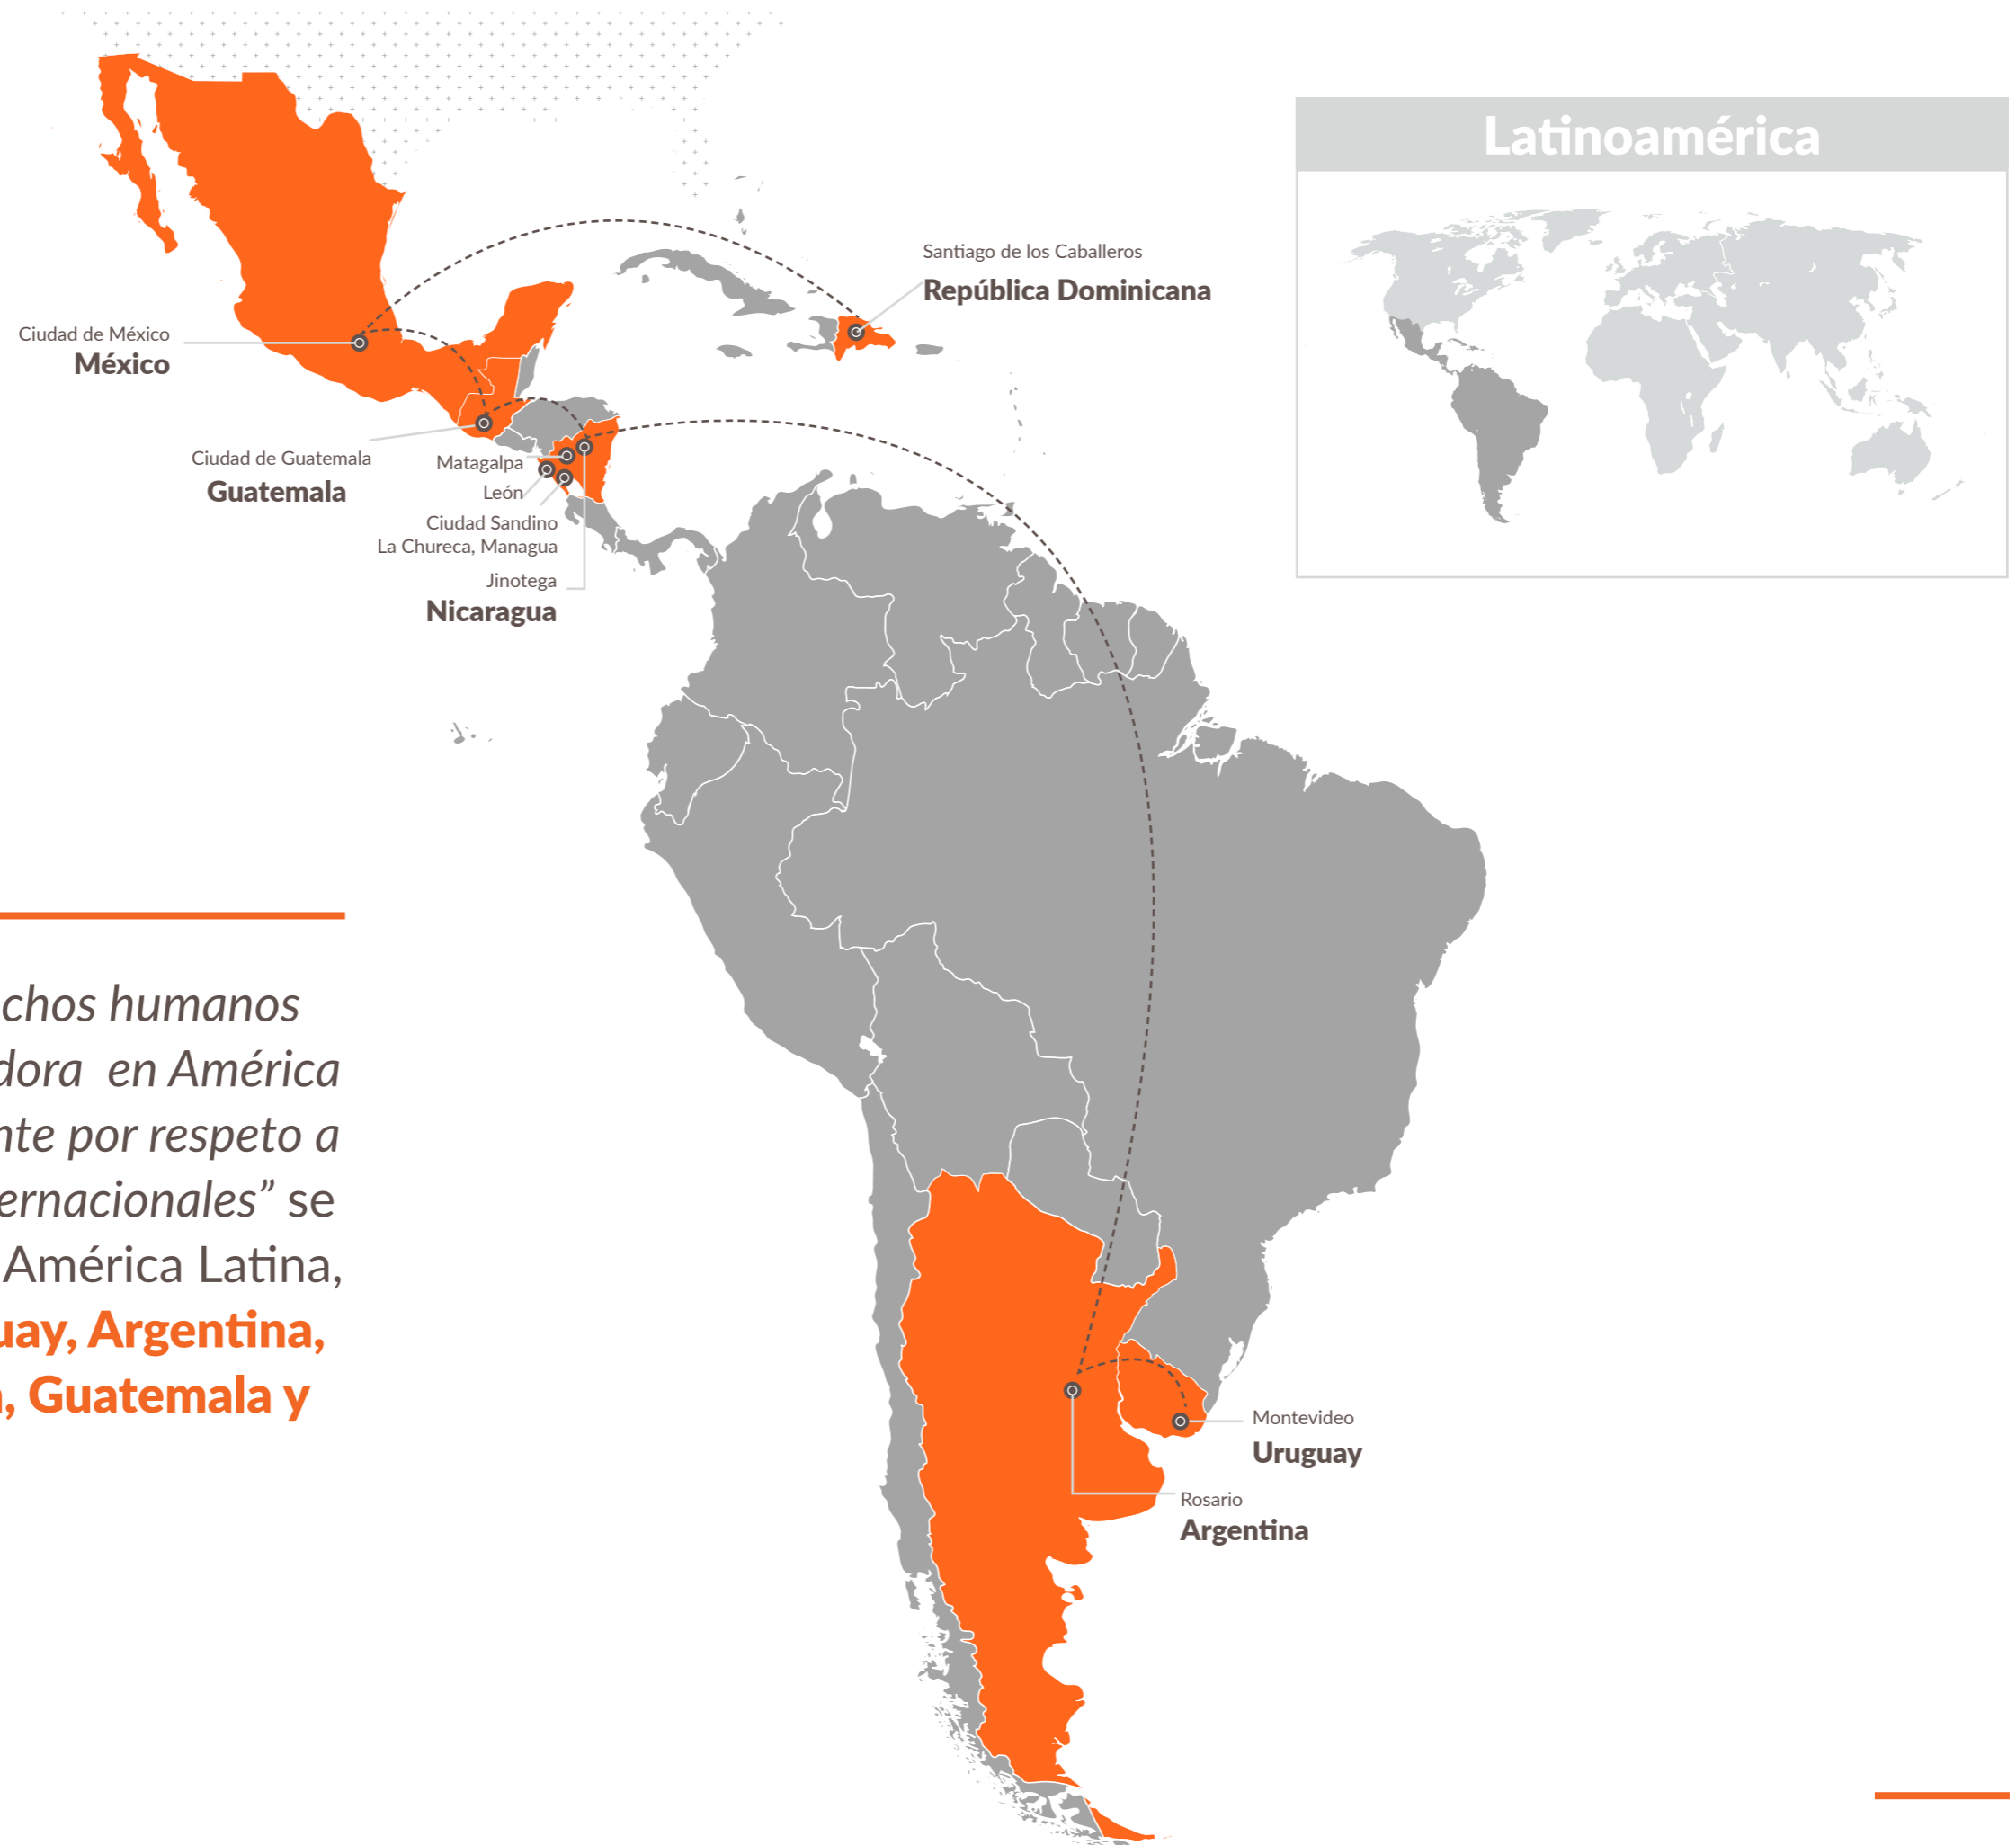 Latinoamérica
Santiago de los Caballeros
República Dominicana
Ciudad de México
México
Ciudad de Guatemala
Guatemala
Matagalpa
León
Ciudad Sandino
La Chureca, Managua
Jinotega
Nicaragua
chos humanos
dora en América
nte por respeto a
ernacionales” se
América Latina,
uay, Argentina,
, Guatemala y
Montevideo
Uruguay
Rosario
Argentina